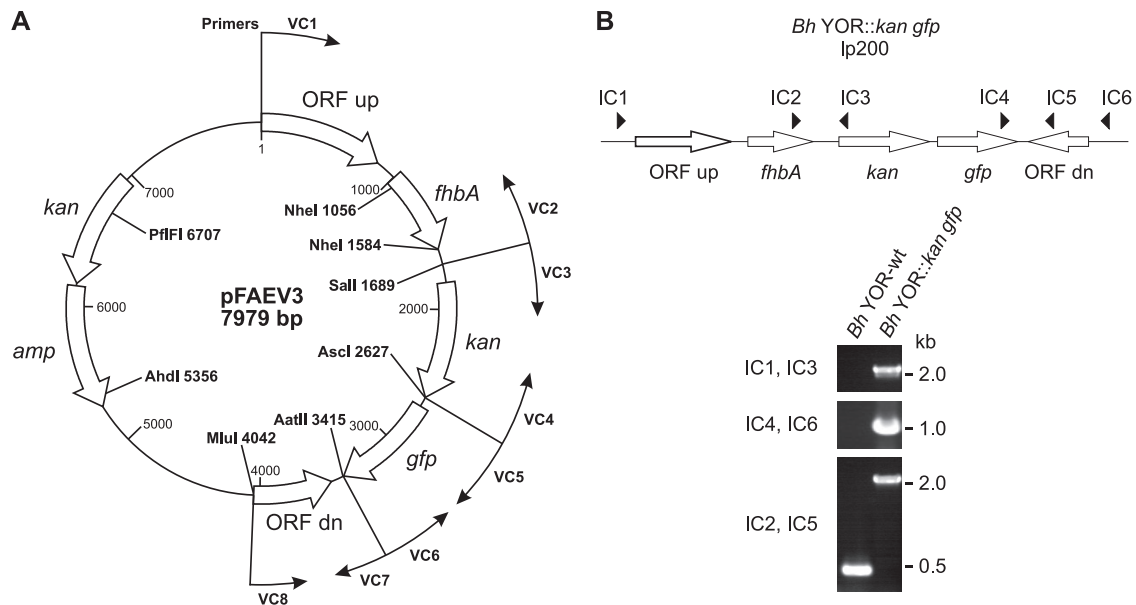 A
Primers
VC1
ORF up
1
1000
fhbA
NheI 1056
VC2
NheI 1584
VC3
SalI 1689
2000
kan
AscI 2627
VC4
3000
gfp
VC5
AatII 3415
VC6
VC7
MluI 4042
4000
ORF dn
VC8
5000
AhdI 5356
amp
6000
PflFI 6707
kan
7000
pFAEV3
7979 bp
B
Bh YOR::kan gfp
lp200
IC1 IC2 IC3 IC4 IC5 IC6
ORF up fhbA kan gfp ORF dn
Bh YOR-wt
Bh YOR::kan gfp
kb
IC1, IC3 2.0
IC4, IC6 1.0
2.0
IC2, IC5
0.5